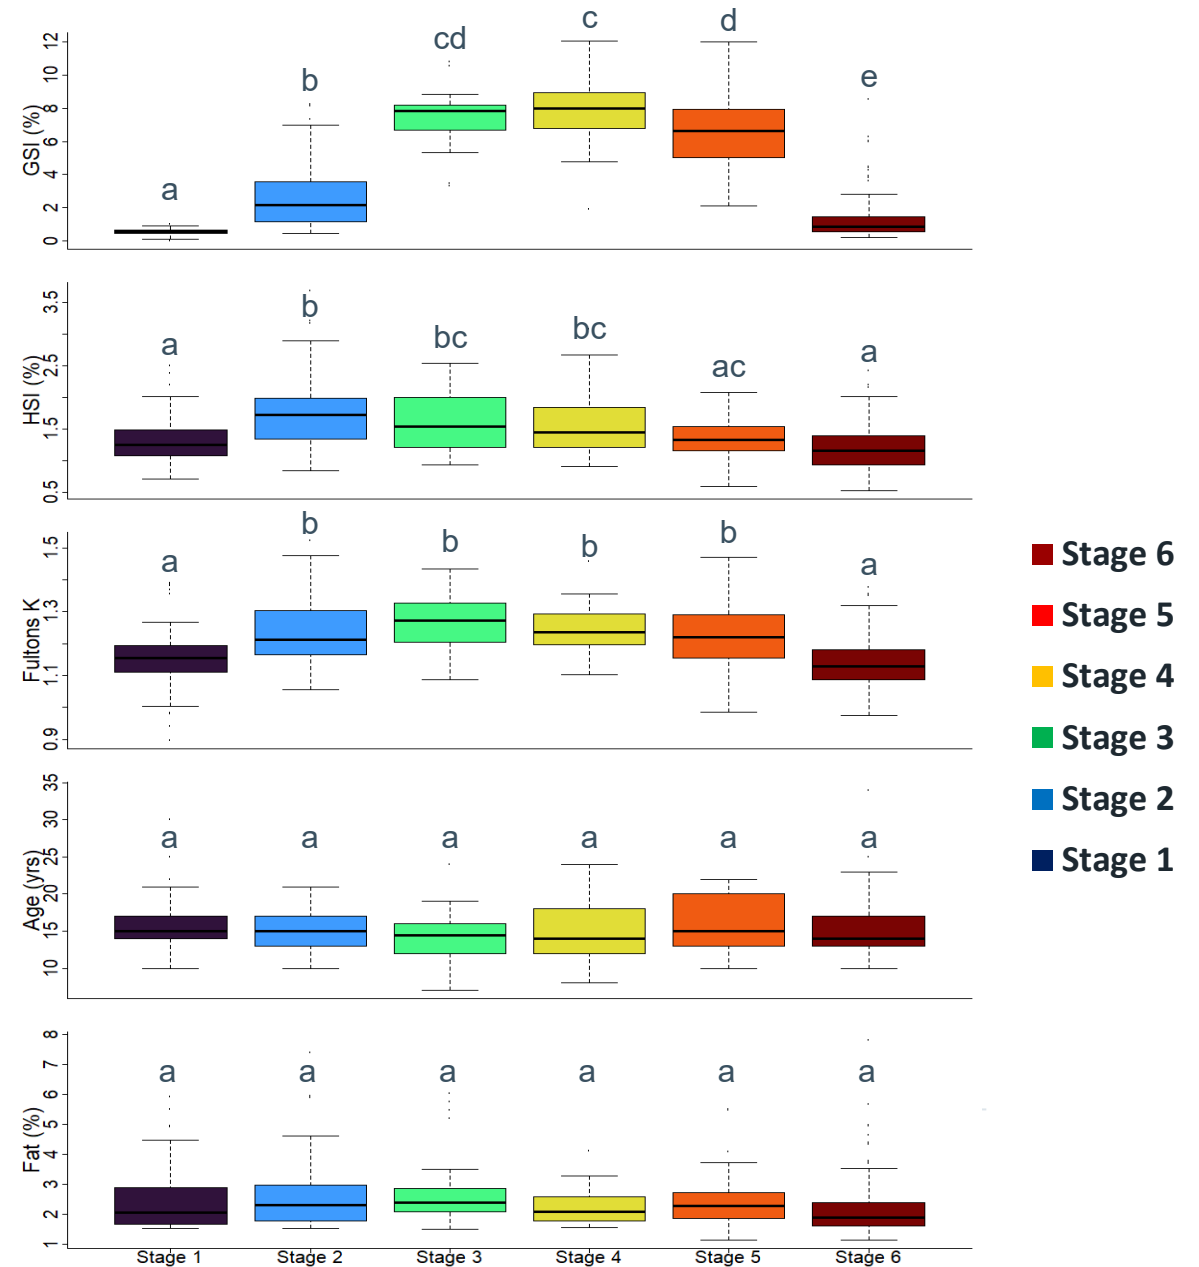 GSI (%)
12
10
8
6
4
2
0
a
b
cd
c
d
e
HSI (%)
3.5
2.5
1.5
0.5
a
b
bc
bc
ac
a
Fultons K
1.5
1.3
1.1
0.9
a
b
b
b
b
a
Age (yrs)
35
30
25
20
15
10
a
a
a
a
a
a
Fat (%)
8
7
6
5
4
3
2
1
a
a
a
a
a
a
Stage 1
Stage 2
Stage 3
Stage 4
Stage 5
Stage 6
Stage 6
Stage 5
Stage 4
Stage 3
Stage 2
Stage 1